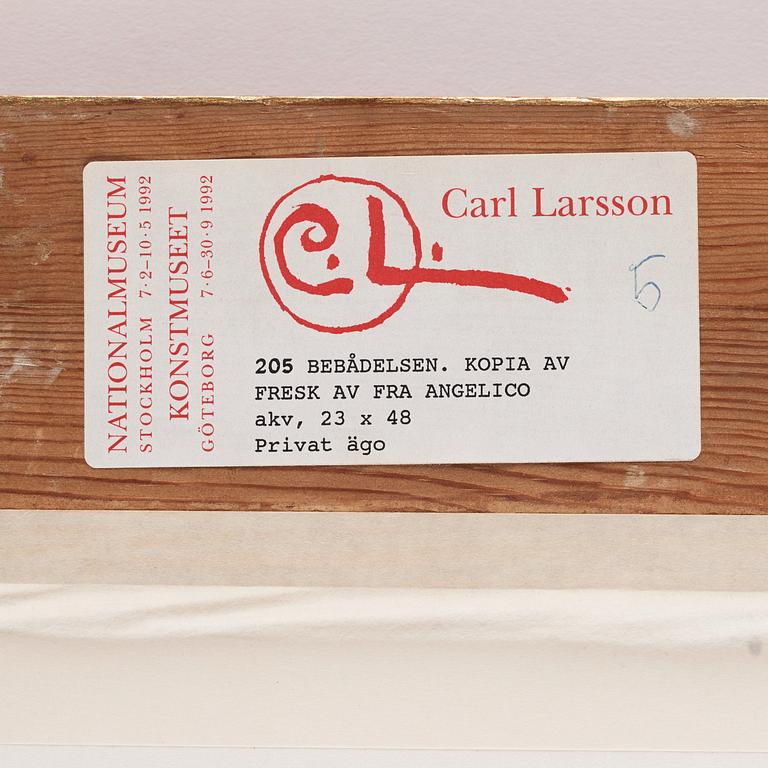 NATIONALMUSEUM
STOCKHOLM 7·2–10·5 1992
KONSTMUSEET
GÖTEBORG 7·6–30·9 1992
C.L.
Carl Larsson
5
205 BEBÅDELSEN. KOPIA AV
FRESK AV FRA ANGELICO
akv, 23 x 48
Privat ägo